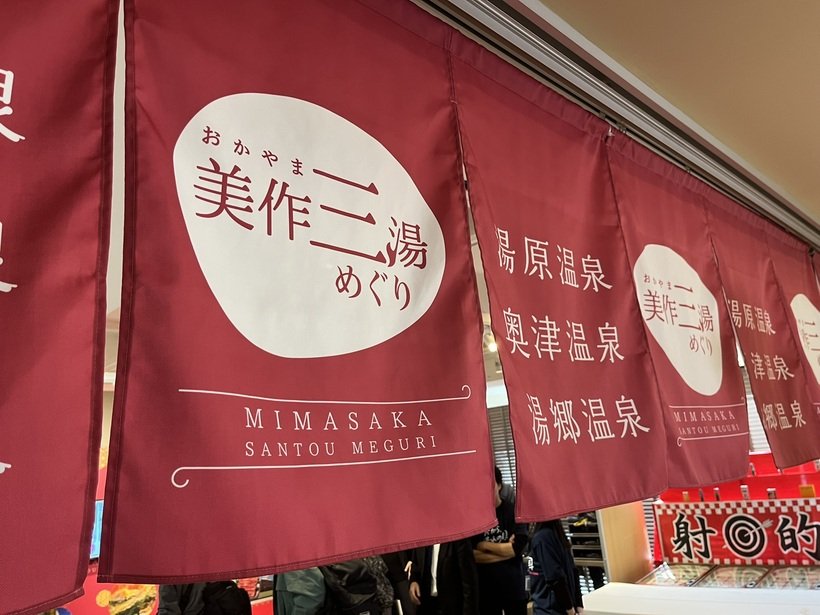 おかやま
美作三湯
めぐり
MIMASAKA
SANTOU MEGURI
湯原温泉
奥津温泉
湯郷温泉
おかやま
美作三湯
めぐり
MIMASAKA
SANTOU MEGURI
湯原温泉
津温泉
郷温泉
射的